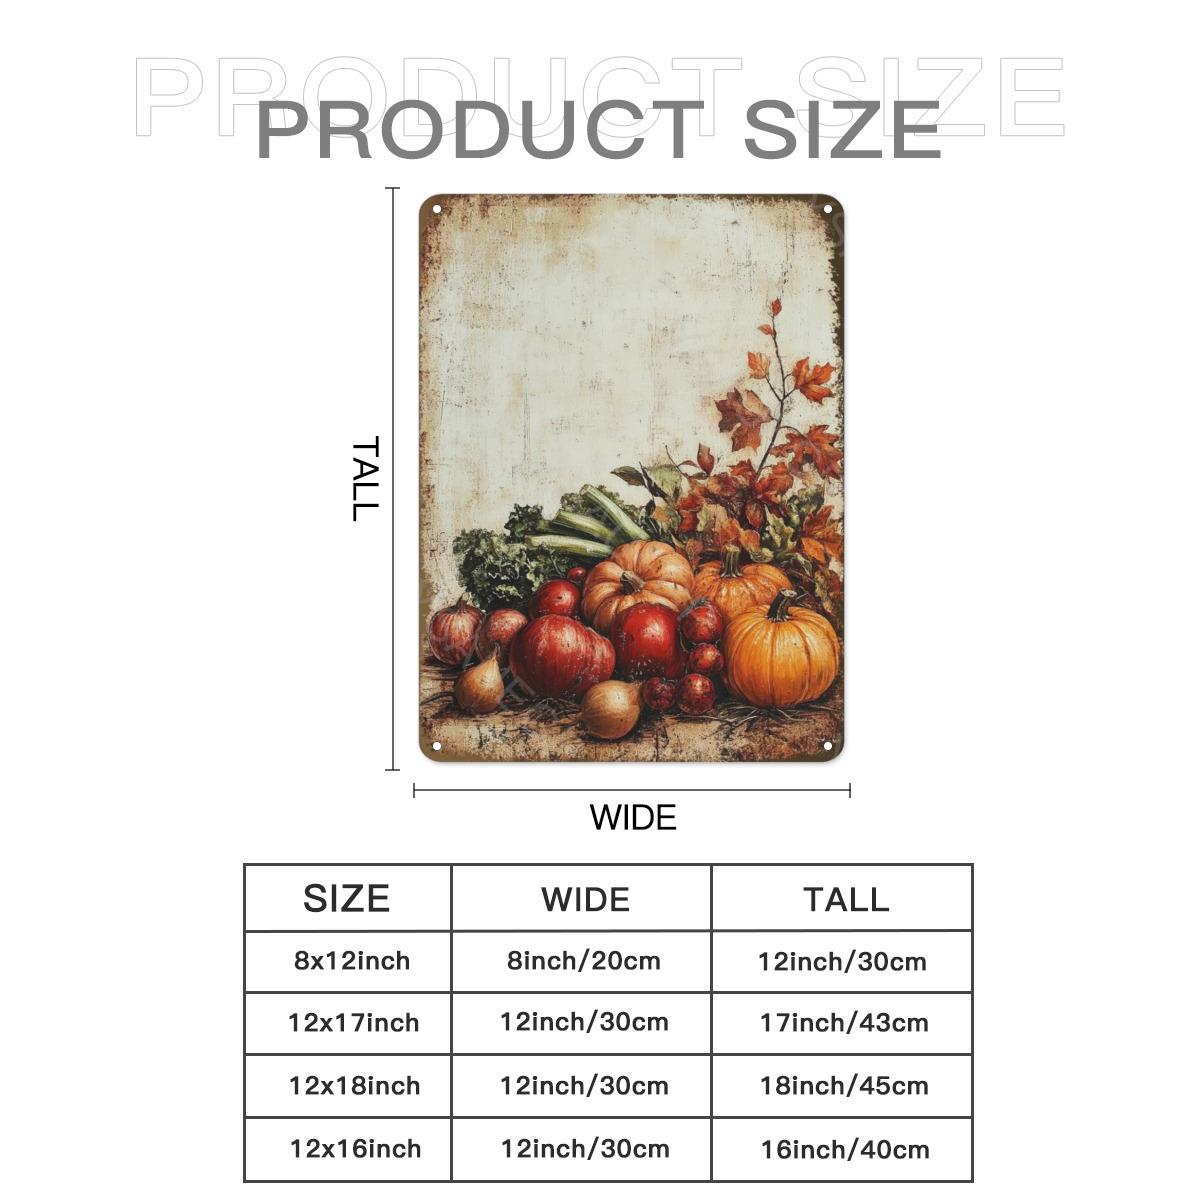 PRODUCT SIZE
PRODUCT SIZE
TALL
WIDE
SIZE WIDE TALL
8x12inch 8inch/20cm 12inch/30cm
12x17inch 12inch/30cm 17inch/43cm
12x18inch 12inch/30cm 18inch/45cm
12x16inch 12inch/30cm 16inch/40cm